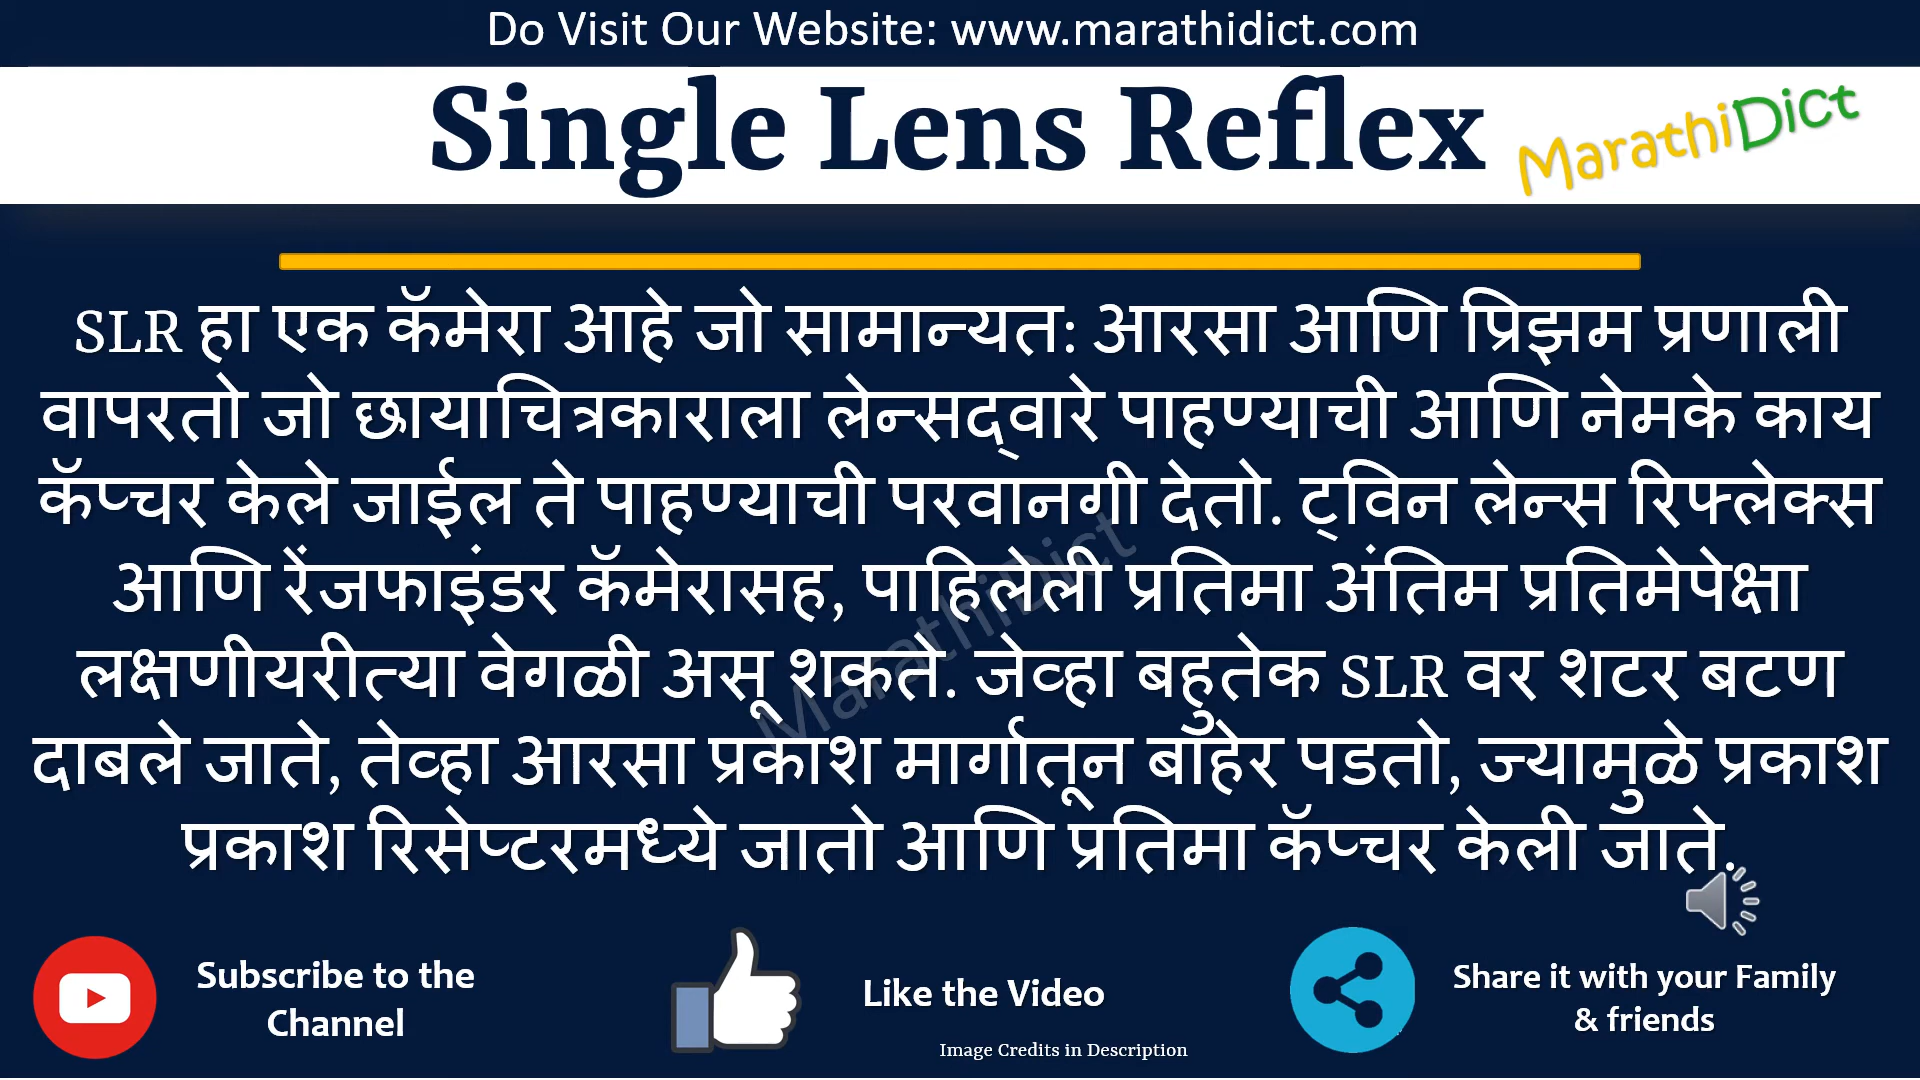 Do Visit Our Website: www.marathidict.com
Single Lens Reflex
MarathiDict
SLR हा एक कॅमेरा आहे जो सामान्यत: आरसा आणि प्रिझम प्रणाली
वापरतो जो छायाचित्रकाराला लेन्सद्वारे पाहण्याची आणि नेमके काय
कॅप्चर केले जाईल ते पाहण्याची परवानगी देतो. ट्विन लेन्स रिफ्लेक्स
आणि रेंजफाइंडर कॅमेरासह, पाहिलेली प्रतिमा अंतिम प्रतिमेपेक्षा
लक्षणीयरीत्या वेगळी असू शकते. जेव्हा बहुतेक SLR वर शटर बटण
दाबले जाते, तेव्हा आरसा प्रकाश मार्गातून बाहेर पडतो, ज्यामुळे प्रकाश
प्रकाश रिसेप्टरमध्ये जातो आणि प्रतिमा कॅप्चर केली जाते.
MarathiDict
Subscribe to the
Channel
Like the Video
Share it with your Family
& friends
Image Credits in Description